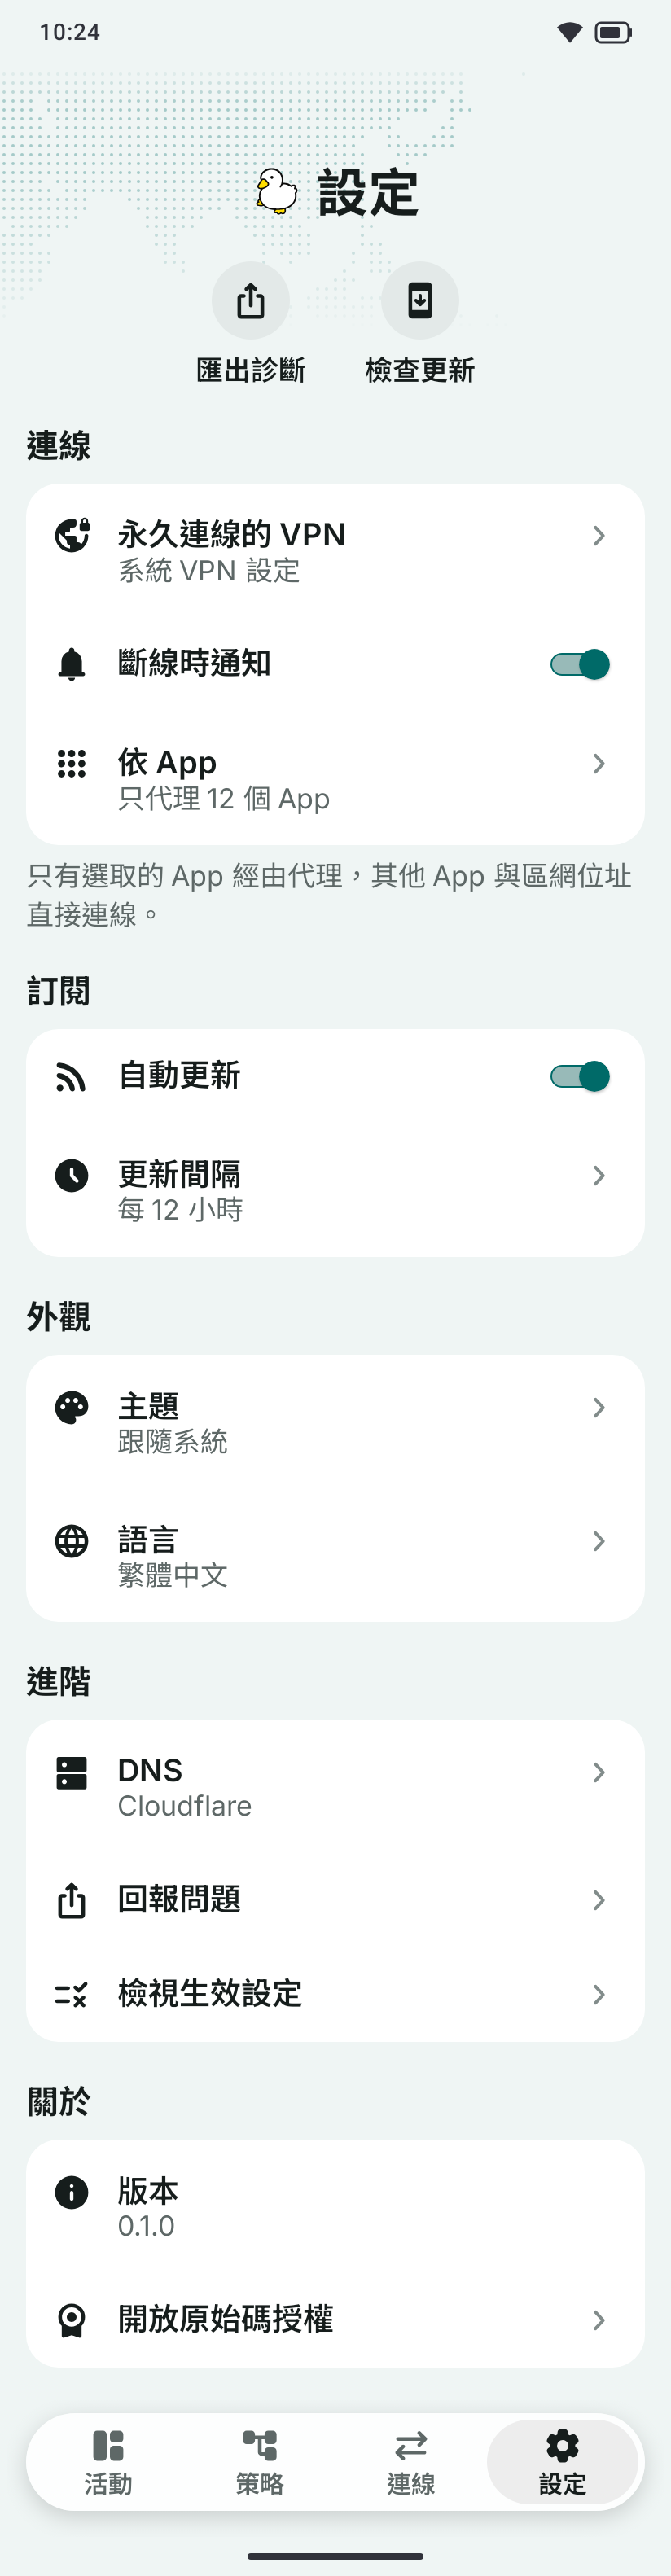 10:24
設定
匯出診斷
檢查更新
連線
永久連線的 VPN
系統 VPN 設定
斷線時通知
依 App
只代理 12 個 App
只有選取的 App 經由代理，其他 App 與區網位址
直接連線。
訂閱
自動更新
更新間隔
每 12 小時
外觀
主題
跟隨系統
語言
繁體中文
進階
DNS
Cloudflare
回報問題
檢視生效設定
關於
版本
0.1.0
開放原始碼授權
活動
策略
連線
設定